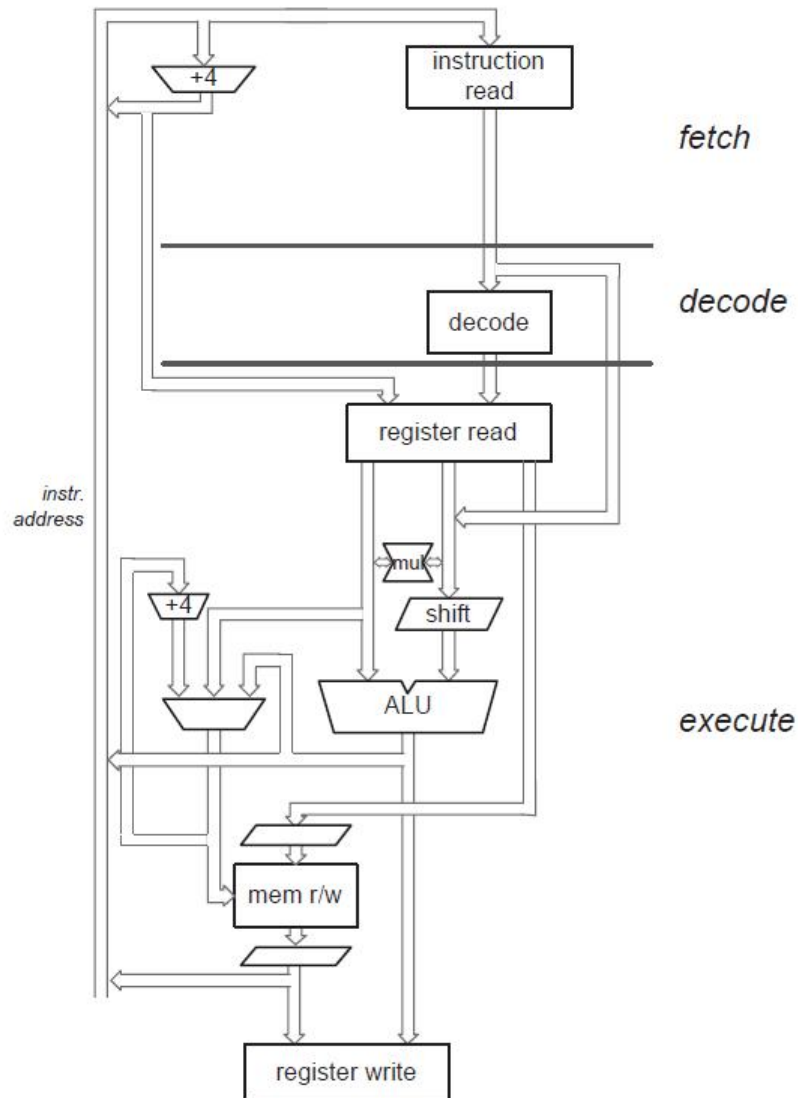 +4
instruction
read
fetch
decode
decode
register read
instr.
address
mul
+4
shift
ALU
execute
mem r/w
register write